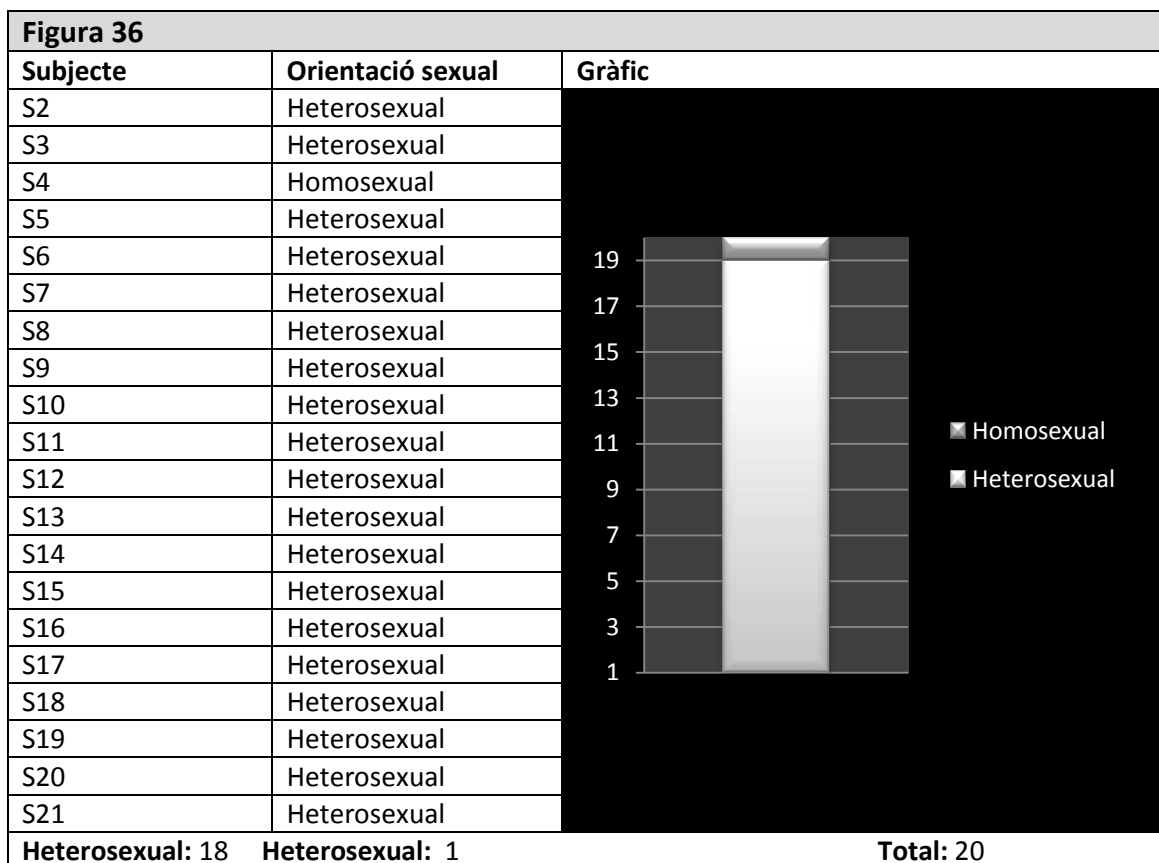 Figura 36
Subjecte Orientació sexual Gràfic
S2 Heterosexual
S3 Heterosexual
S4 Homosexual
S5 Heterosexual
S6 Heterosexual
S7 Heterosexual
S8 Heterosexual
S9 Heterosexual
S10 Heterosexual
S11 Heterosexual
S12 Heterosexual
S13 Heterosexual
S14 Heterosexual
S15 Heterosexual
S16 Heterosexual
S17 Heterosexual
S18 Heterosexual
S19 Heterosexual
S20 Heterosexual
S21 Heterosexual
19
17
15
13
11
9
7
5
3
1
Homosexual
Heterosexual
Heterosexual: 18 Heterosexual: 1 Total: 20